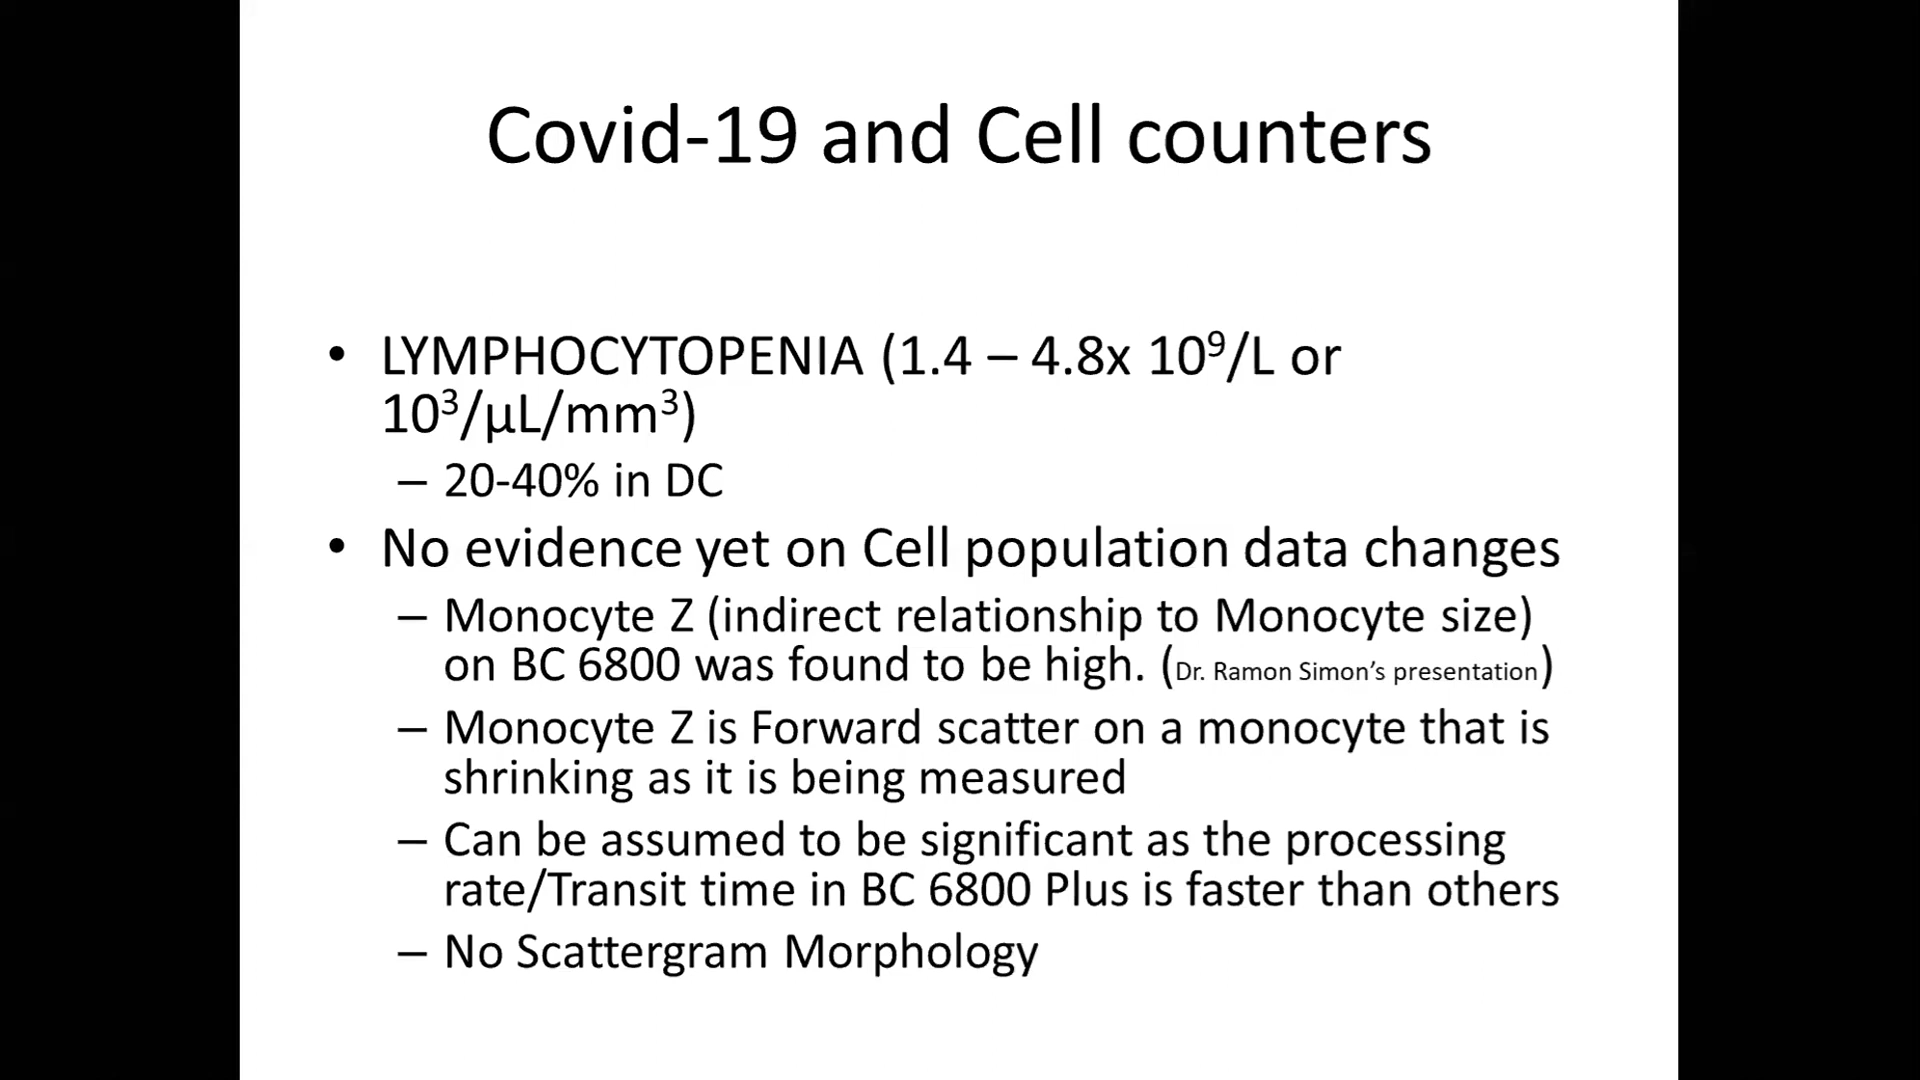 Covid-19 and Cell counters
• LYMPHOCYTOPENIA (1.4 – 4.8x 10⁹/L or
10³/µL/mm³)
– 20-40% in DC
• No evidence yet on Cell population data changes
– Monocyte Z (indirect relationship to Monocyte size)
on BC 6800 was found to be high. (Dr. Ramon Simon’s presentation)
– Monocyte Z is Forward scatter on a monocyte that is
shrinking as it is being measured
– Can be assumed to be significant as the processing
rate/Transit time in BC 6800 Plus is faster than others
– No Scattergram Morphology